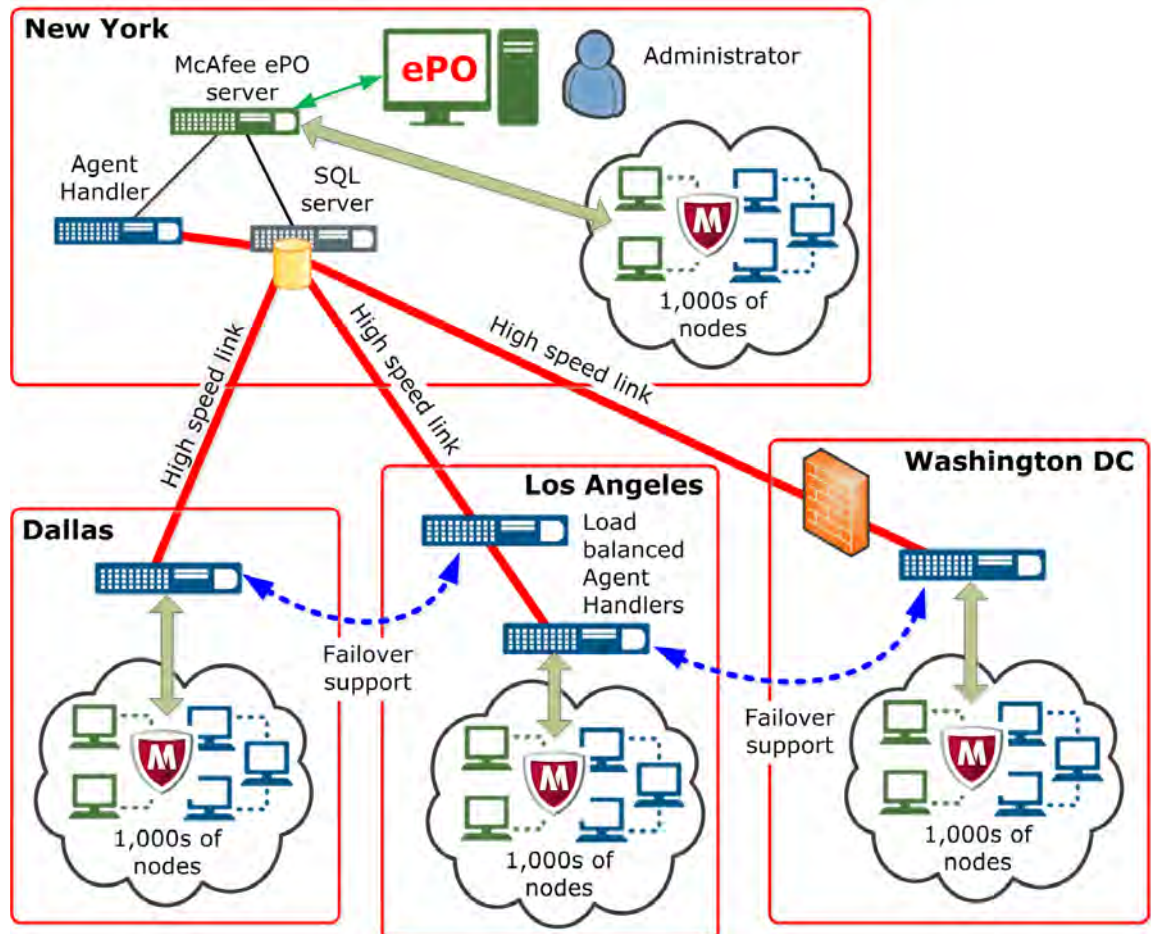 New York
McAfee ePO
server
ePO
Administrator
Agent
Handler
SQL
server
M
1,000s of
nodes
High speed link
High speed link
High speed link
Dallas
Los Angeles
Washington DC
Load
balanced
Agent
Handlers
Failover
support
Failover
support
M
1,000s of
nodes
M
1,000s of
nodes
M
1,000s of
nodes